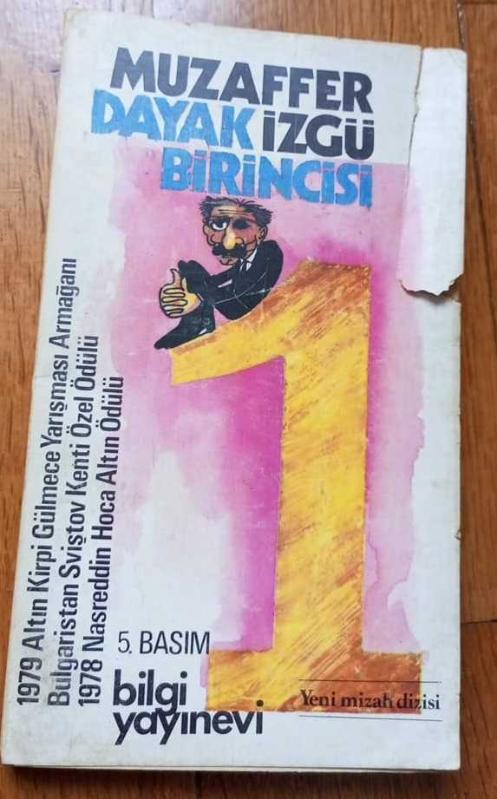 MUZAFFER
DAYAK İZGÜ
BİRİNCİSİ
1979 Altın Kirpi Gülmece Yarışması Armağanı
Bulgaristan Sviştov Kenti Özel Ödülü
1978 Nasreddin Hoca Altın Ödülü
5. BASIM
bilgi
yayınevi
Yeni mizah dizisi